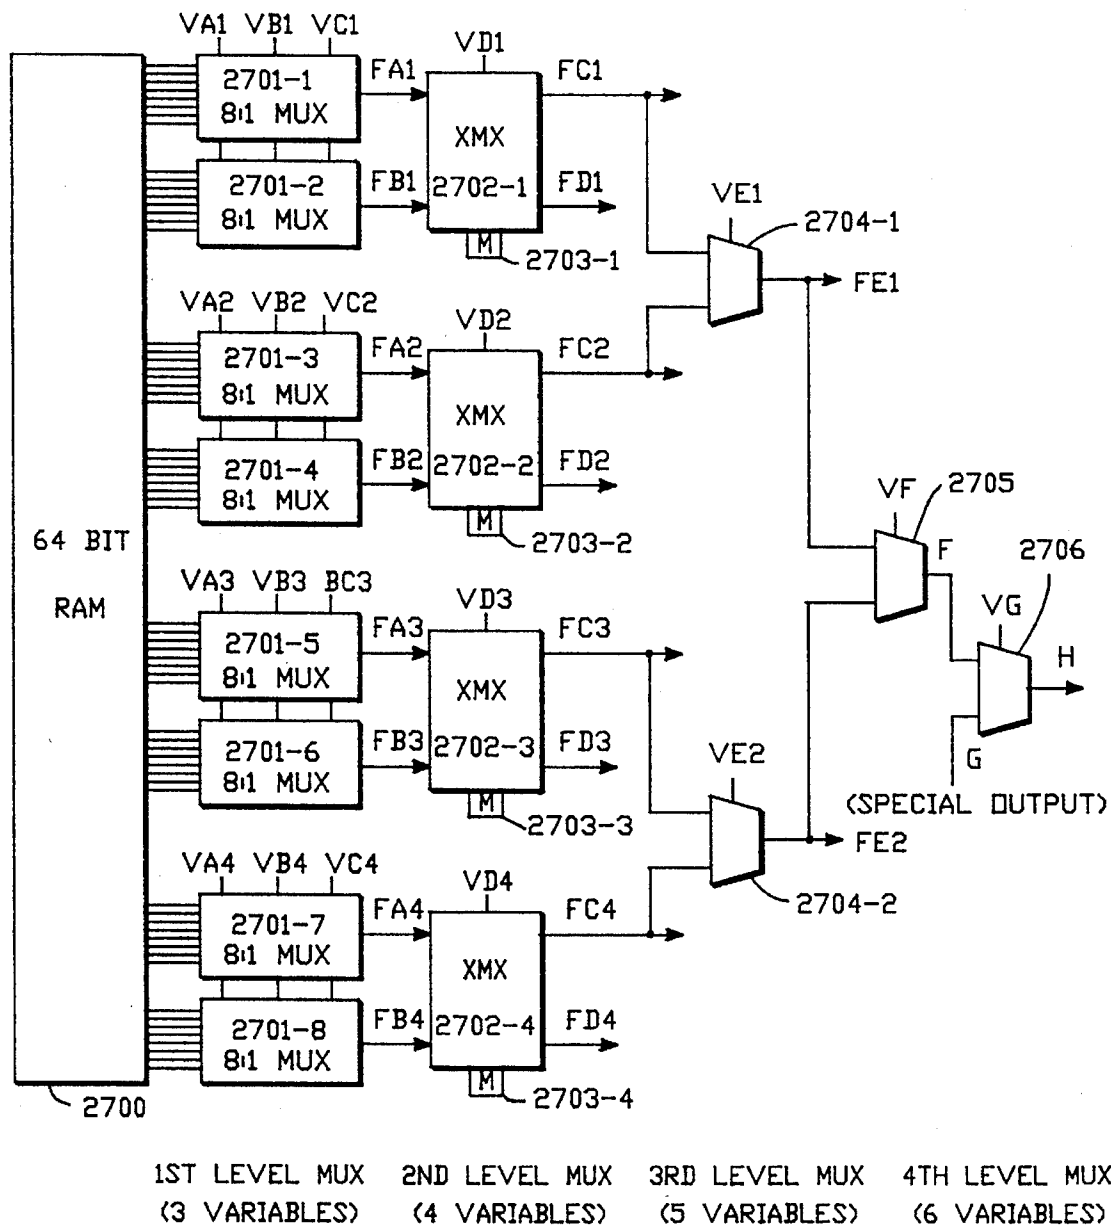 VA1 VB1 VC1
2701-1
8:1 MUX
FA1
VD1
FC1
XMX
2702-1
2701-2
8:1 MUX
FB1
FD1
M
2703-1
VE1
2704-1
FE1
VA2 VB2 VC2
2701-3
8:1 MUX
FA2
VD2
FC2
XMX
2702-2
2701-4
8:1 MUX
FB2
FD2
M
2703-2
64 BIT
RAM
VF
2705
F
2706
VG
H
G
(SPECIAL OUTPUT)
VA3 VB3 BC3
2701-5
8:1 MUX
FA3
VD3
FC3
XMX
2702-3
2701-6
8:1 MUX
FB3
FD3
M
2703-3
VE2
FE2
2704-2
VA4 VB4 VC4
2701-7
8:1 MUX
FA4
VD4
FC4
XMX
2702-4
2701-8
8:1 MUX
FB4
FD4
M
2703-4
2700
1ST LEVEL MUX 2ND LEVEL MUX 3RD LEVEL MUX 4TH LEVEL MUX
(3 VARIABLES) (4 VARIABLES) (5 VARIABLES) (6 VARIABLES)